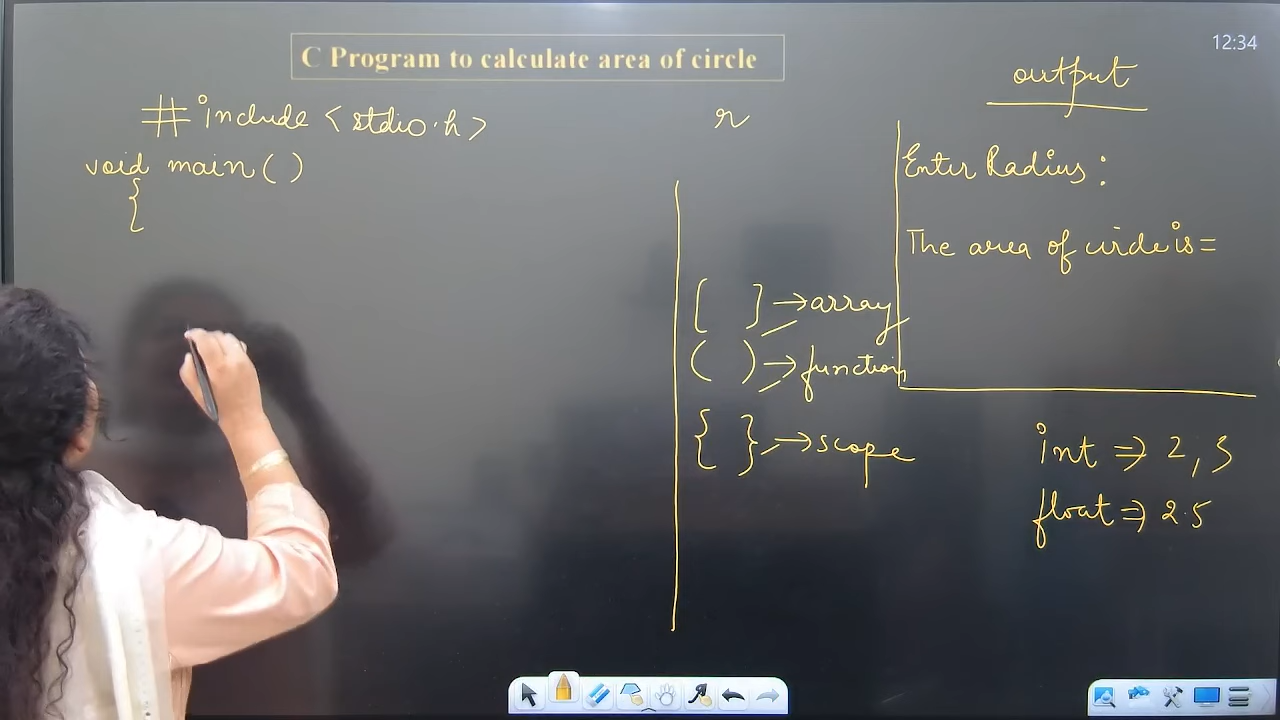 C Program to calculate area of circle
12:34
# include <stdio.h>
void main()
{
r
[ ] → array
( ) → function
{ } → scope
output
Enter Radius :
The area of circle is =
int ⇒ 2, 3
float ⇒ 2.5